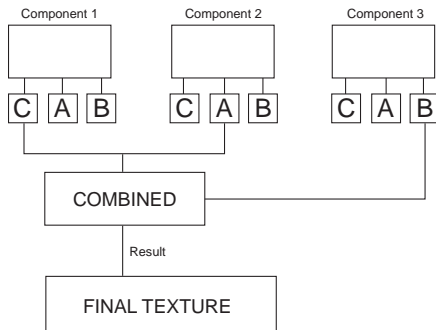 Component 1 Component 2 Component 3
C A B C A B C A B
COMBINED
Result
FINAL TEXTURE